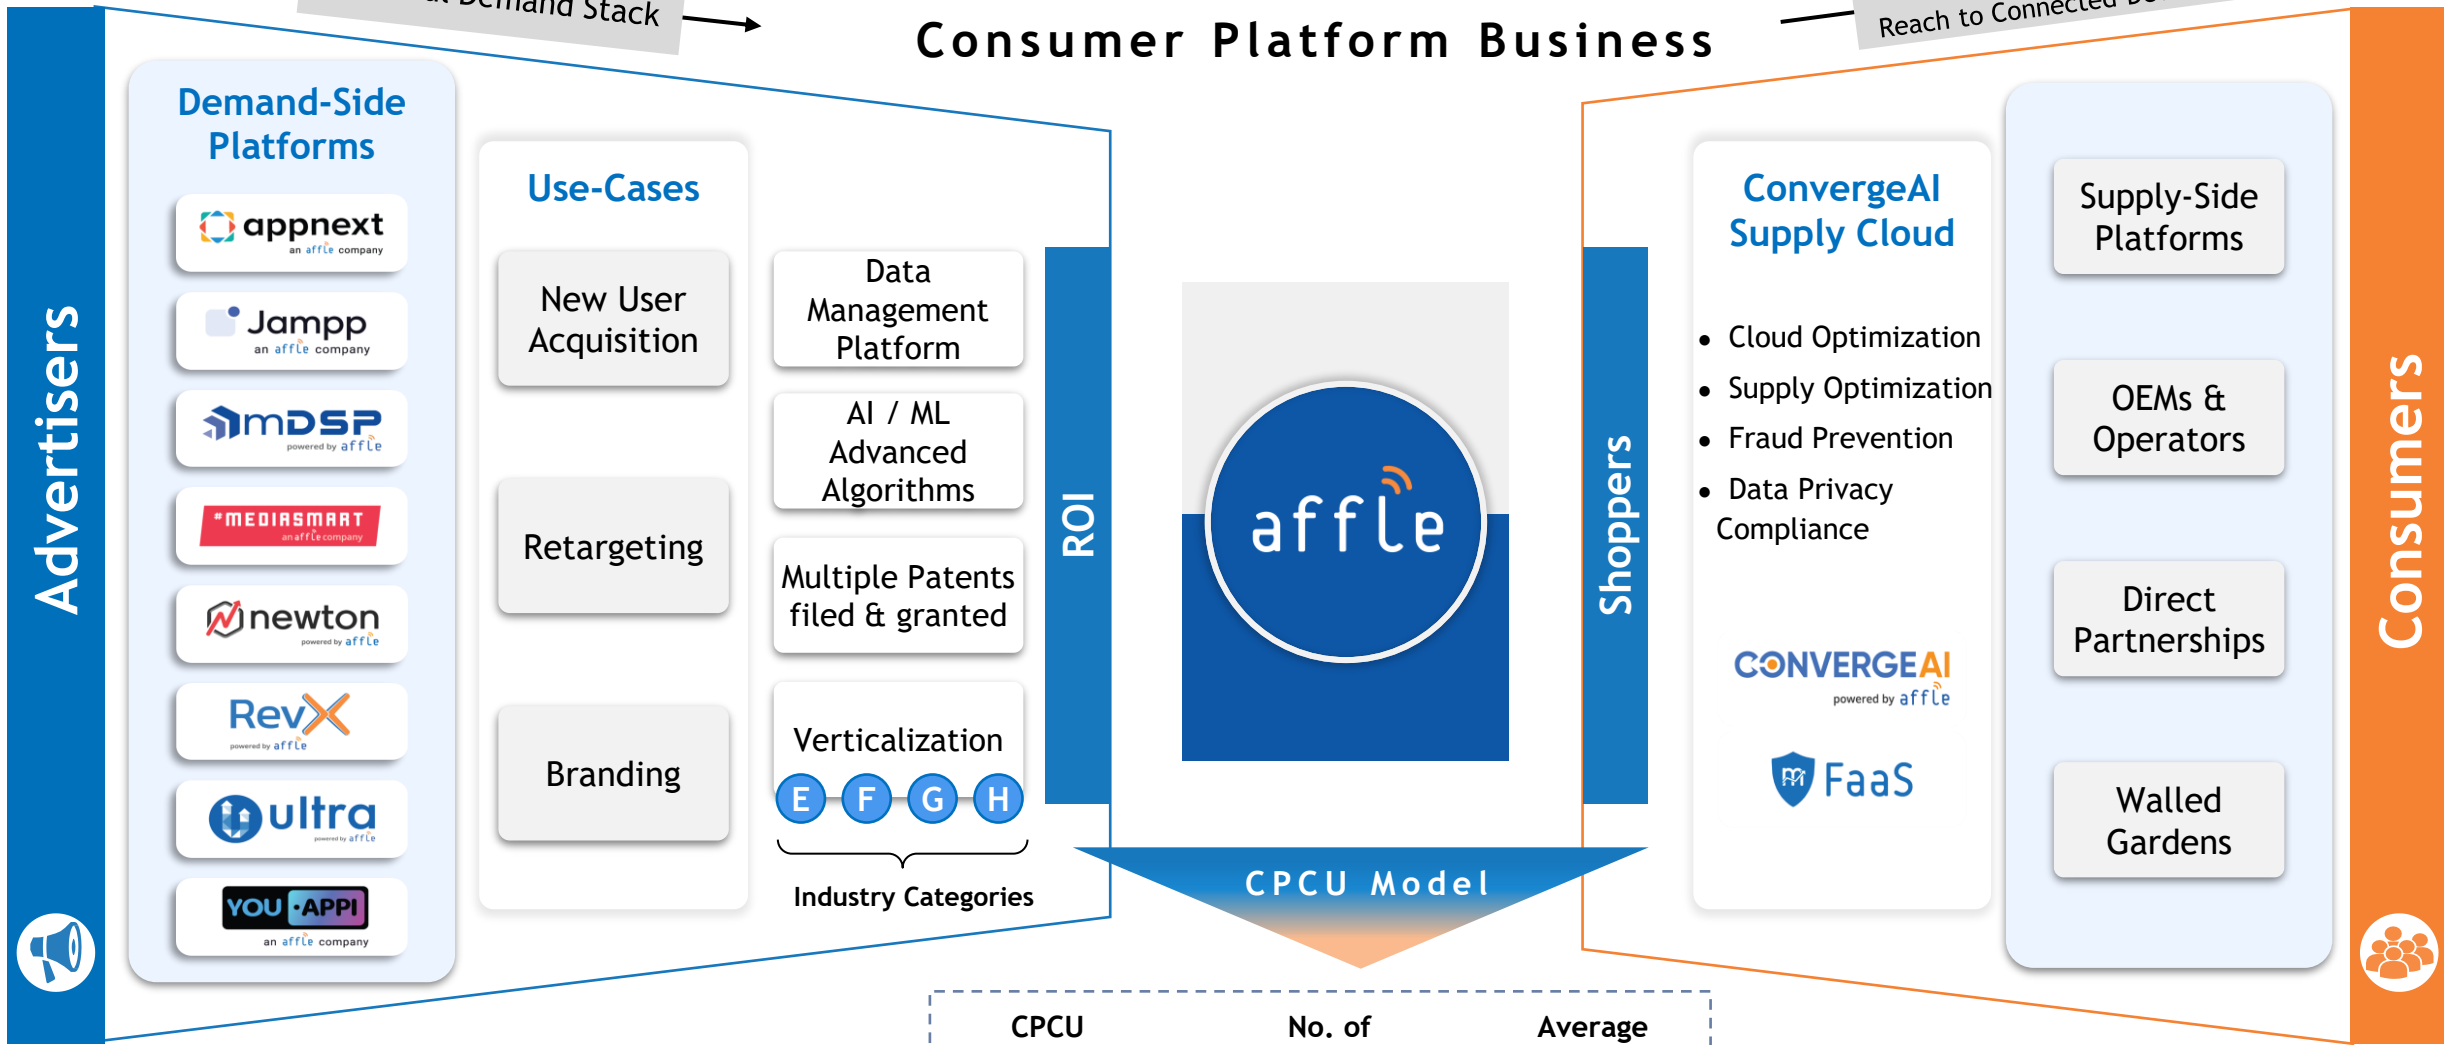 Demand Stack
Consumer Platform Business
Reach to Connected
Advertisers
Demand-Side
Platforms
appnext
an affle company
Jampp
an affle company
mDSP
powered by affle
#MEDIASMART
an affle company
newton
powered by affle
RevX
powered by affle
ultra
powered by affle
YOU•APPI
an affle company
Use-Cases
New User
Acquisition
Retargeting
Branding
Data
Management
Platform
AI / ML
Advanced
Algorithms
Multiple Patents
filed & granted
Verticalization
E F G H
Industry Categories
ROI
affle
CPCU Model
Shoppers
ConvergeAI
Supply Cloud
• Cloud Optimization
• Supply Optimization
• Fraud Prevention
• Data Privacy
Compliance
CONVERGEAI
powered by affle
mFaaS
Supply-Side
Platforms
OEMs &
Operators
Direct
Partnerships
Walled
Gardens
Consumers
CPCU No. of Average